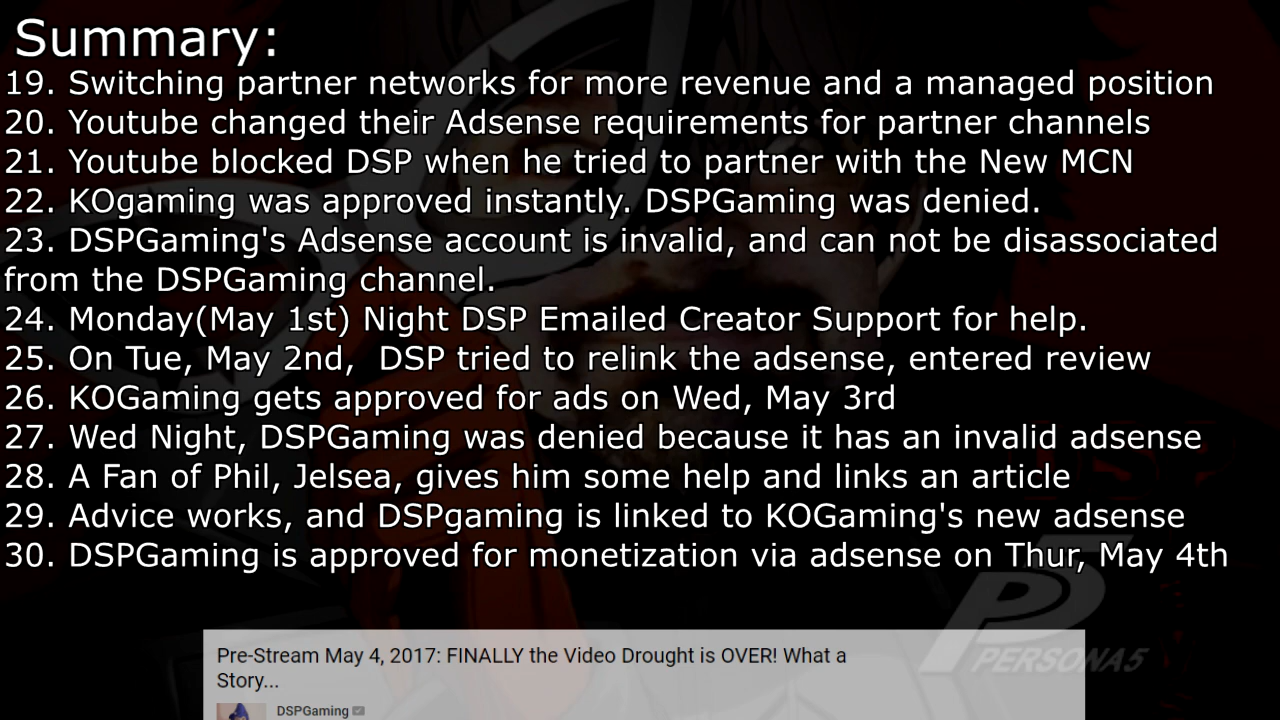 Summary:
19. Switching partner networks for more revenue and a managed position
20. Youtube changed their Adsense requirements for partner channels
21. Youtube blocked DSP when he tried to partner with the New MCN
22. KOgaming was approved instantly. DSPGaming was denied.
23. DSPGaming's Adsense account is invalid, and can not be disassociated
from the DSPGaming channel.
24. Monday(May 1st) Night DSP Emailed Creator Support for help.
25. On Tue, May 2nd,  DSP tried to relink the adsense, entered review
26. KOGaming gets approved for ads on Wed, May 3rd
27. Wed Night, DSPGaming was denied because it has an invalid adsense
28. A Fan of Phil, Jelsea, gives him some help and links an article
29. Advice works, and DSPgaming is linked to KOGaming's new adsense
30. DSPGaming is approved for monetization via adsense on Thur, May 4th
P5
PERSONA5
Pre-Stream May 4, 2017: FINALLY the Video Drought is OVER! What a
Story...
DSPGaming